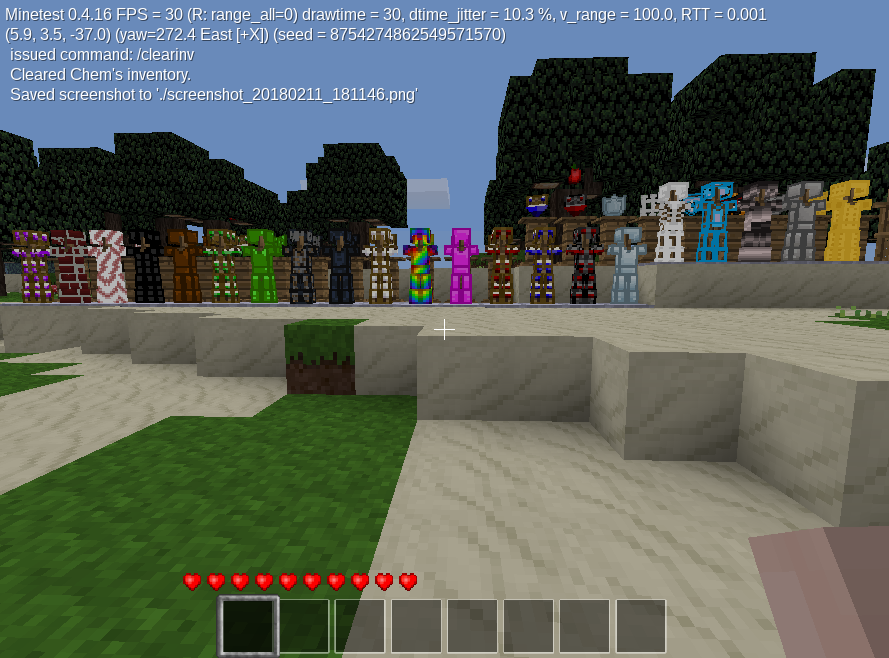 Minetest 0.4.16 FPS = 30 (R: range_all=0) drawtime = 30, dtime_jitter = 10.3 %, v_range = 100.0, RTT = 0.001
(5.9, 3.5, -37.0) (yaw=272.4 East [+X]) (seed = 8754274862549571570)
issued command: /clearinv
Cleared Chem's inventory.
Saved screenshot to './screenshot_20180211_181146.png'